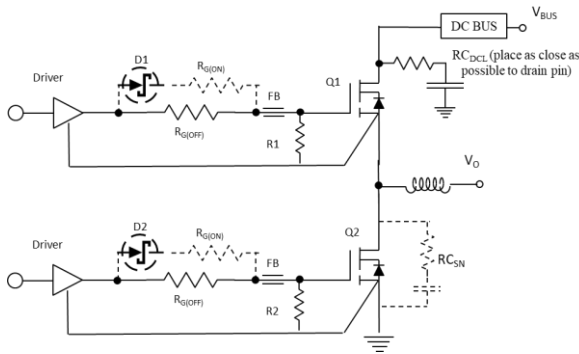 V_BUS
DC BUS
RC_DCL (place as close as
possible to drain pin)
D1
R_G(ON)
Driver
FB
Q1
R_G(OFF)
R1
V_O
D2
R_G(ON)
Driver
FB
Q2
R_G(OFF)
R2
RC_SN